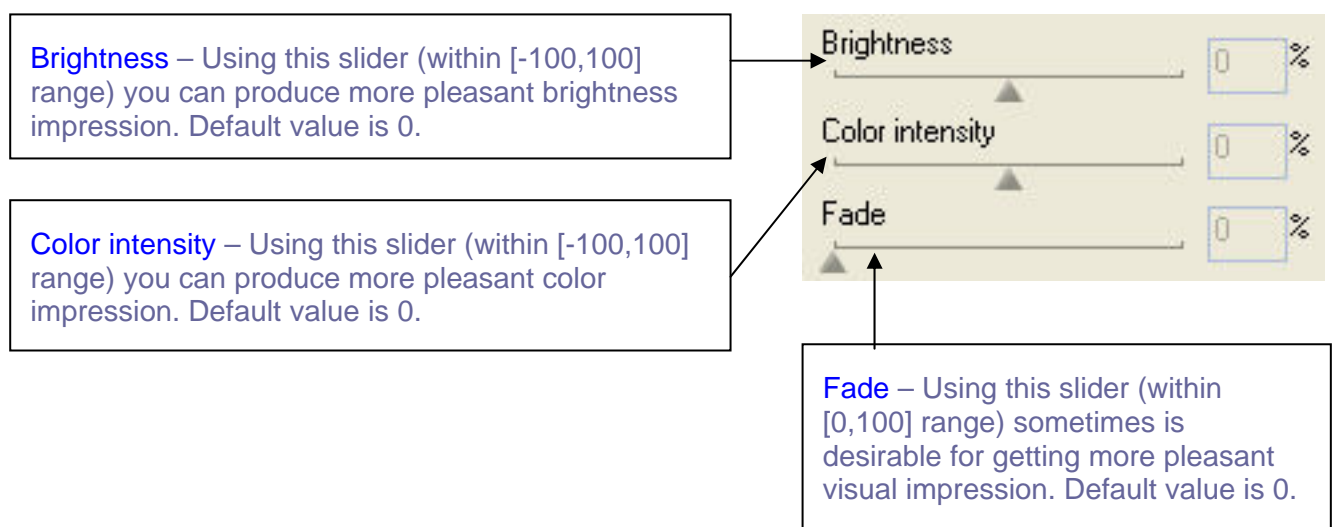 Brightness – Using this slider (within [-100,100]
range) you can produce more pleasant brightness
impression. Default value is 0.
Color intensity – Using this slider (within [-100,100]
range) you can produce more pleasant color
impression. Default value is 0.
Brightness
0 %
Color intensity
0 %
Fade
0 %
Fade – Using this slider (within
[0,100] range) sometimes is
desirable for getting more pleasant
visual impression. Default value is 0.